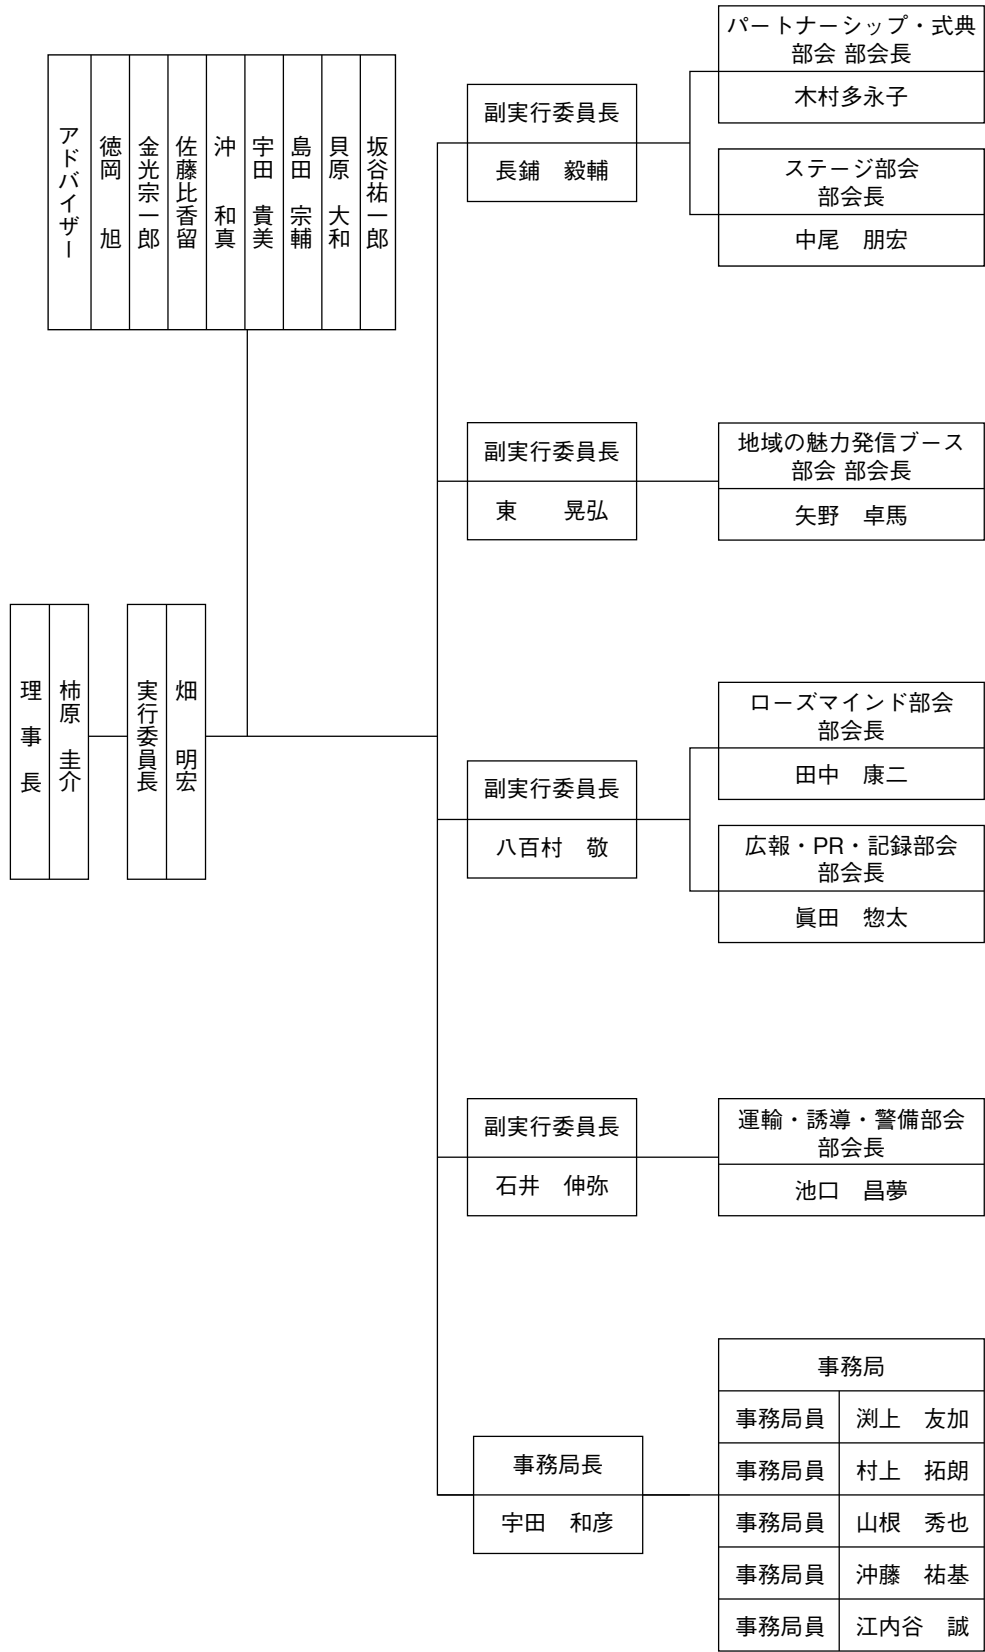 理事長
柿原　圭介
実行委員長
畑　　明宏
アドバイザー
徳岡　　旭
金光宗一郎
佐藤比香留
沖　　和真
宇田　貴美
島田　宗輔
貝原　大和
坂谷祐一郎
副実行委員長
長鋪　毅輔
パートナーシップ・式典
部会 部会長
木村多永子
ステージ部会
部会長
中尾　朋宏
副実行委員長
東　　晃弘
地域の魅力発信ブース
部会 部会長
矢野　卓馬
副実行委員長
八百村　敬
ローズマインド部会
部会長
田中　康二
広報・PR・記録部会
部会長
眞田　惣太
副実行委員長
石井　伸弥
運輸・誘導・警備部会
部会長
池口　昌夢
事務局長
宇田　和彦
事務局
事務局員　渕上　友加
事務局員　村上　拓朗
事務局員　山根　秀也
事務局員　沖藤　祐基
事務局員　江内谷　誠